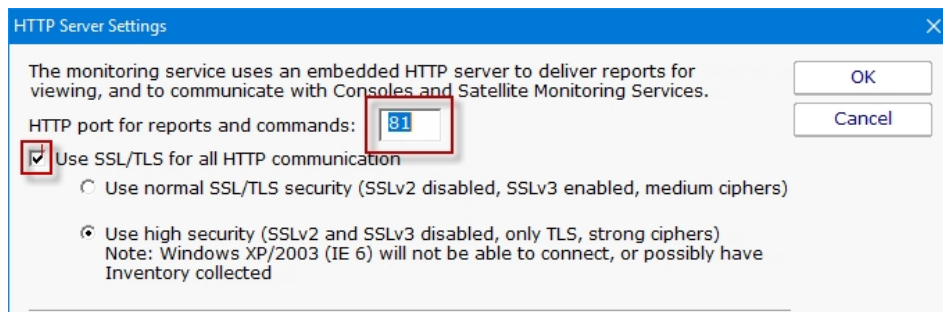 HTTP Server Settings
The monitoring service uses an embedded HTTP server to deliver reports for
viewing, and to communicate with Consoles and Satellite Monitoring Services.
OK
Cancel
HTTP port for reports and commands: 81
Use SSL/TLS for all HTTP communication
Use normal SSL/TLS security (SSLv2 disabled, SSLv3 enabled, medium ciphers)
Use high security (SSLv2 and SSLv3 disabled, only TLS, strong ciphers)
Note: Windows XP/2003 (IE 6) will not be able to connect, or possibly have
Inventory collected